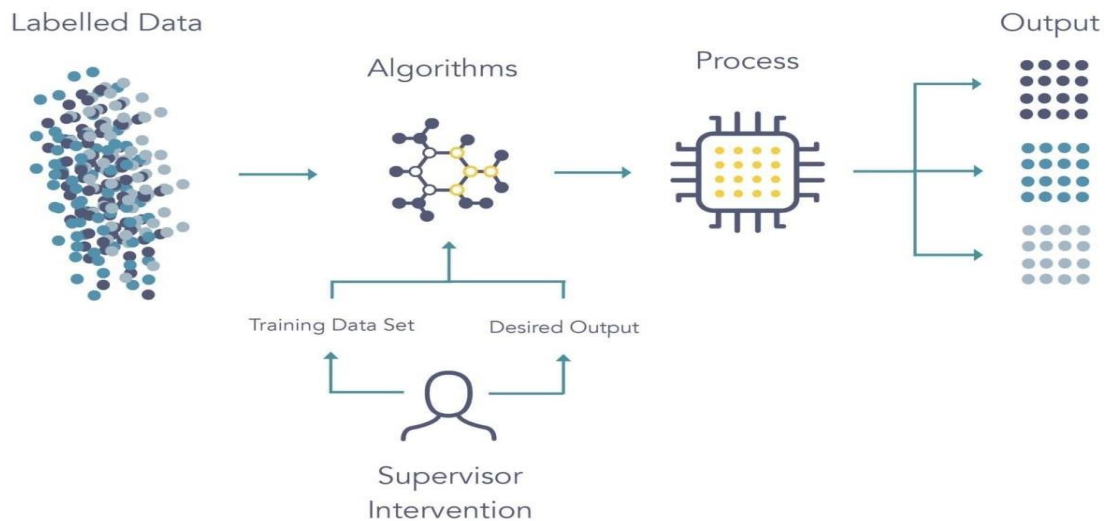 Labelled Data
Algorithms
Process
Output
Training Data Set
Desired Output
Supervisor
Intervention